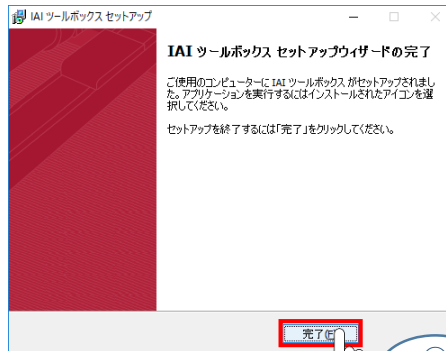 IAI ツールボックス セットアップ
IAI ツールボックス セットアップウィザードの完了
ご使用のコンピューターに IAI ツールボックス がセットアップされまし
た。アプリケーションを実行するにはインストールされたアイコンを選
択してください。
セットアップを終了するには「完了」をクリックしてください。
完了(F)